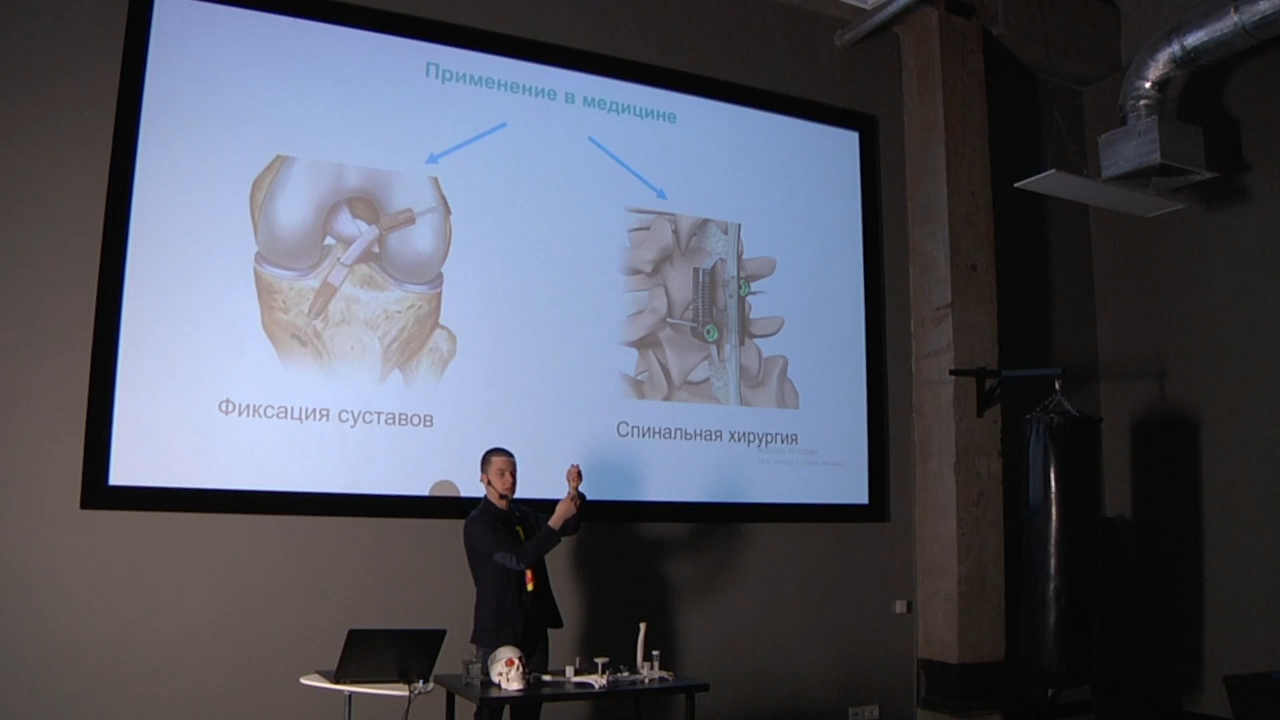 Применение в медицине
Фиксация суставов
Спинальная хирургия